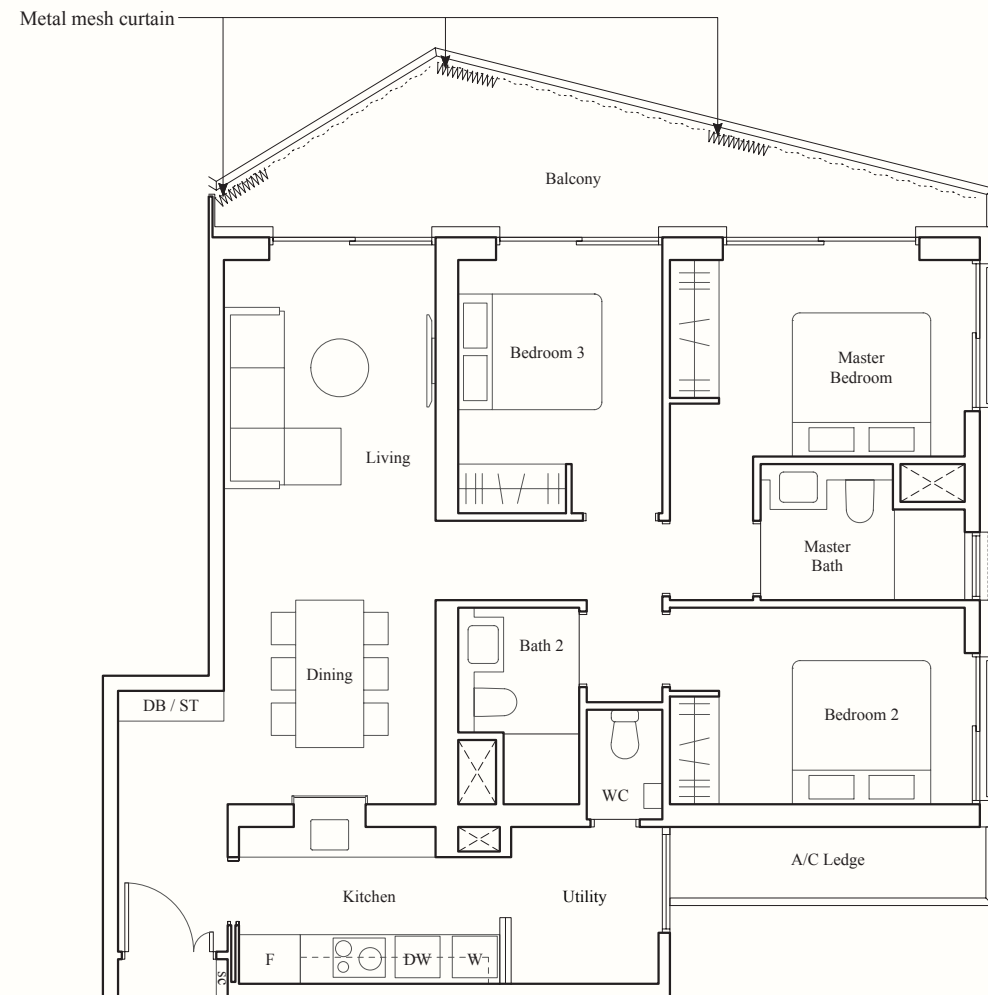 Metal mesh curtain
Balcony
Bedroom 3
Master
Bedroom
Living
Master
Bath
Bath 2
Dining
DB / ST
Bedroom 2
WC
A/C Ledge
Kitchen
Utility
F
DW
W
SC